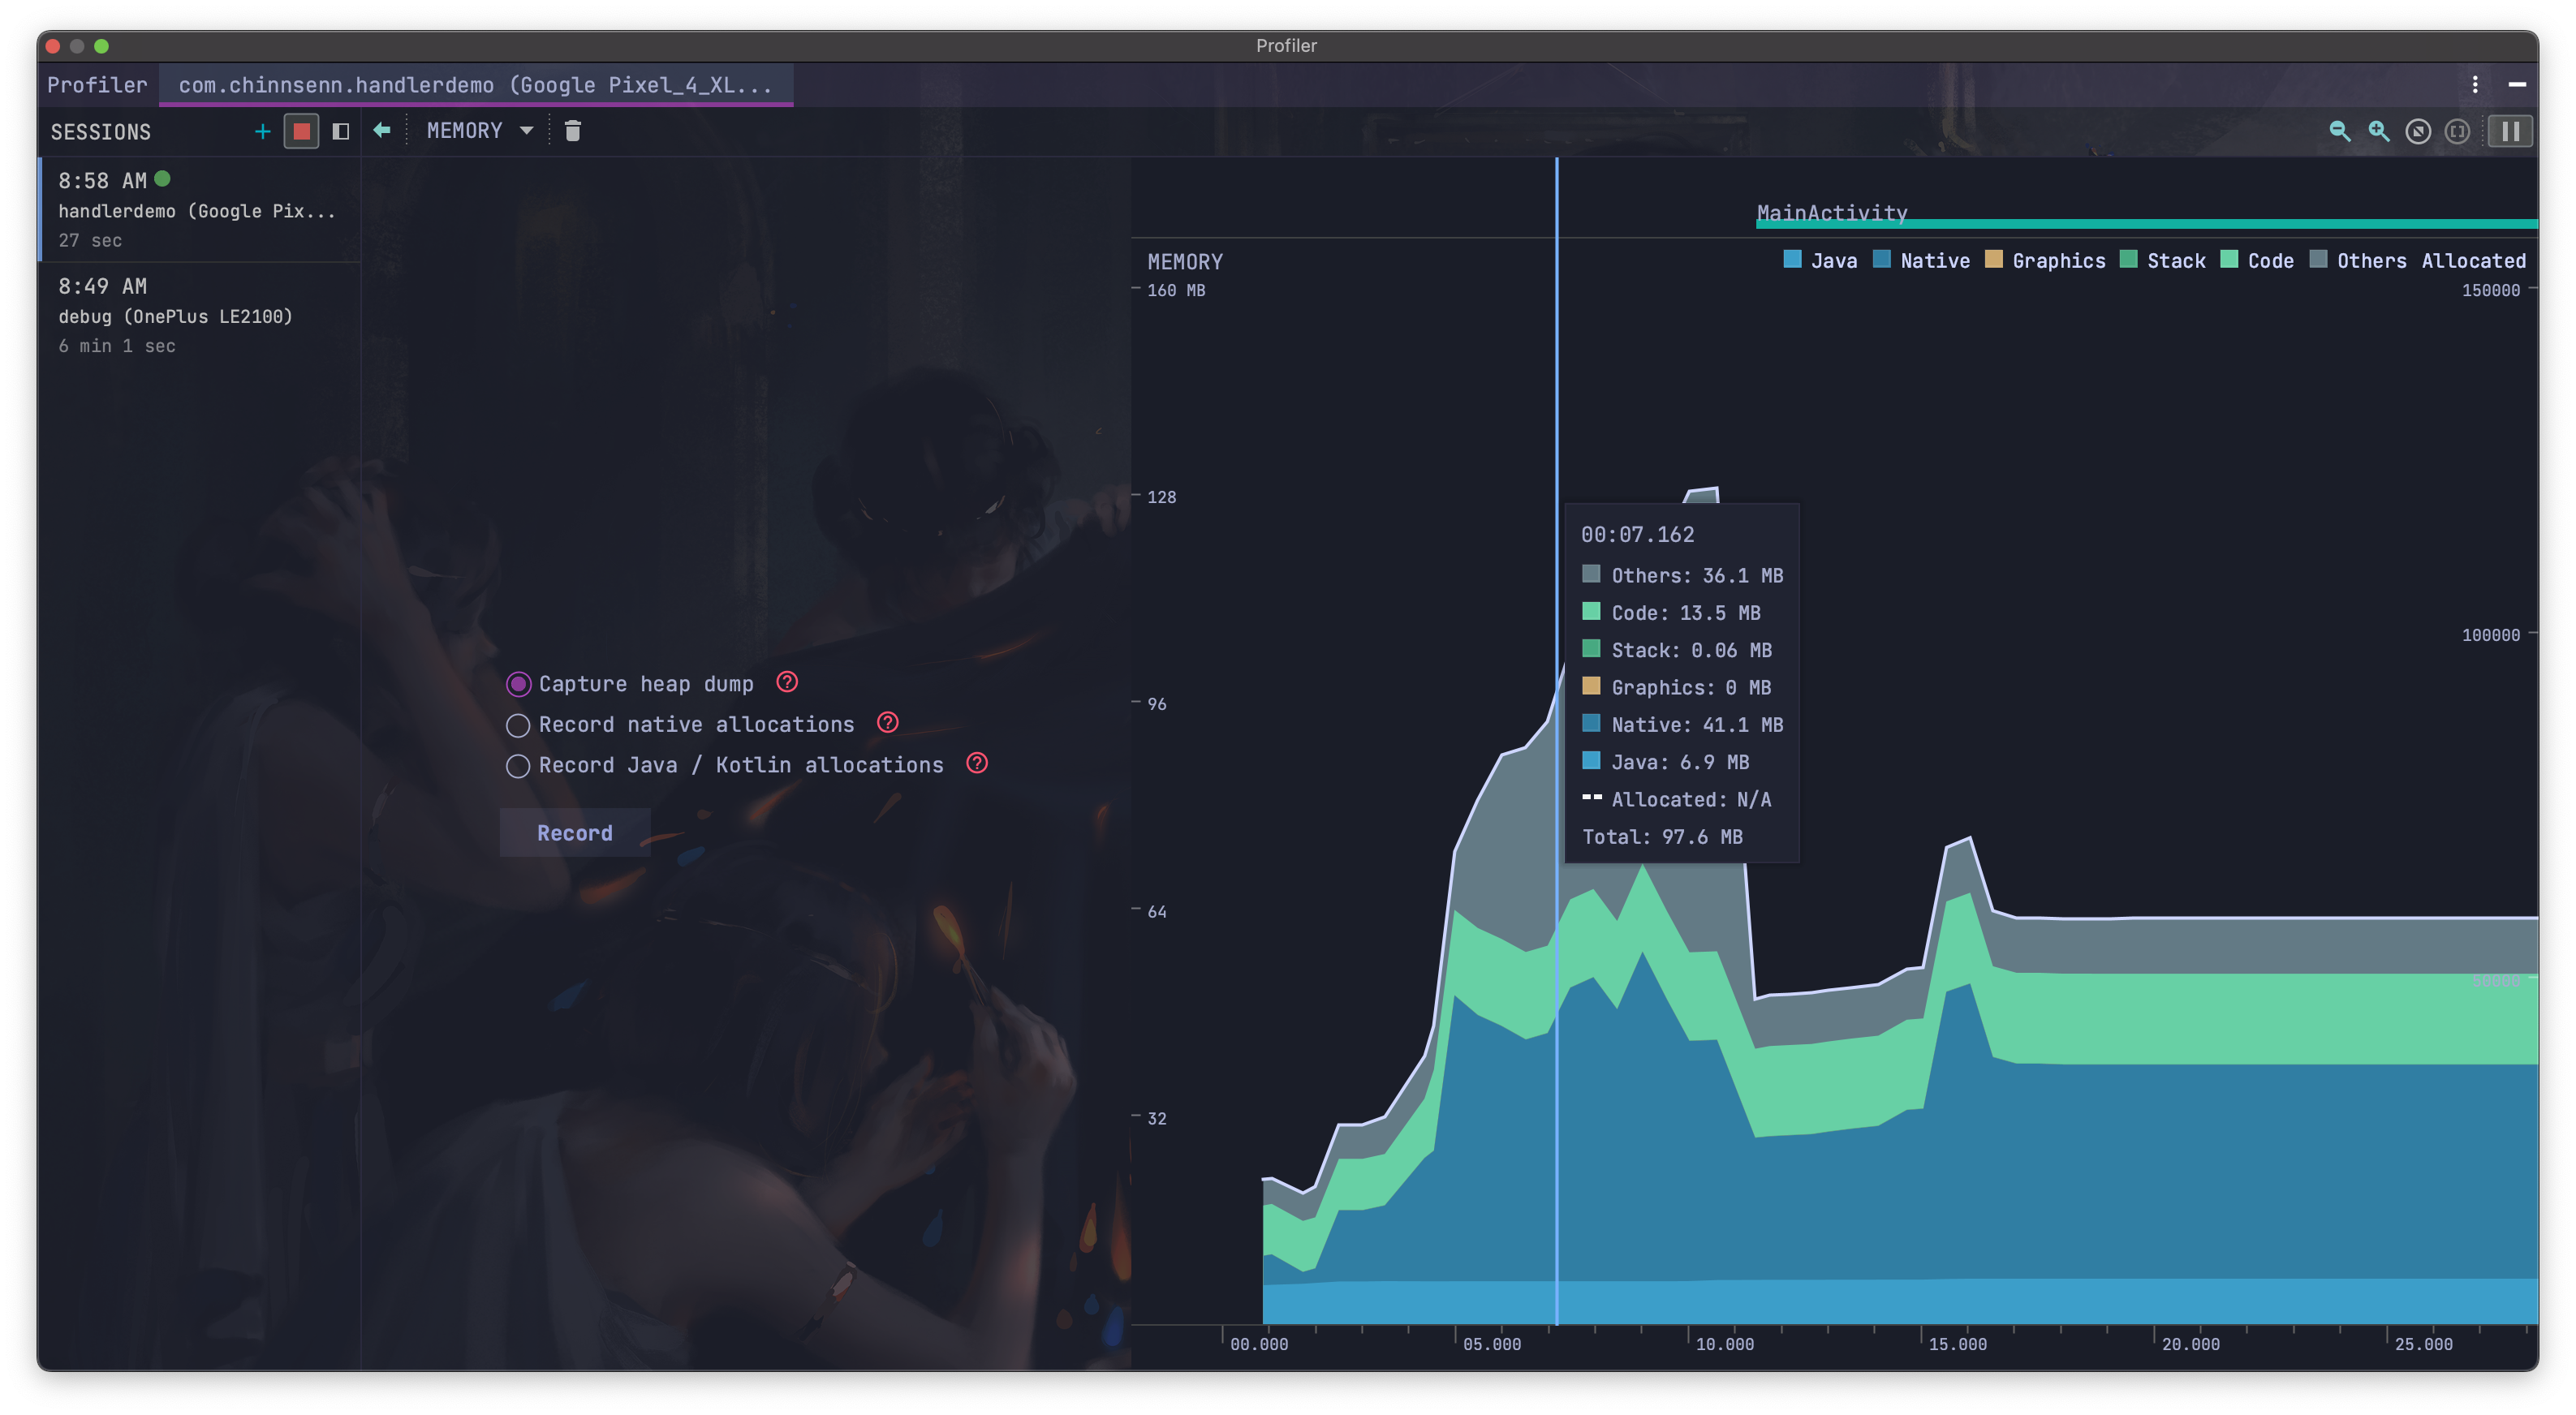 Profiler
Profiler
com.chinnsenn.handlerdemo (Google Pixel_4_XL...
SESSIONS
MEMORY
8:58 AM
handlerdemo (Google Pix...
27 sec
8:49 AM
debug (OnePlus LE2100)
6 min 1 sec
Capture heap dump ?
Record native allocations ?
Record Java / Kotlin allocations ?
Record
MainActivity
MEMORY
Java Native Graphics Stack Code Others Allocated
160 MB
150000
128
100000
96
64
32
00:07.162
Others: 36.1 MB
Code: 13.5 MB
Stack: 0.06 MB
Graphics: 0 MB
Native: 41.1 MB
Java: 6.9 MB
Allocated: N/A
Total: 97.6 MB
00.000 05.000 10.000 15.000 20.000 25.000